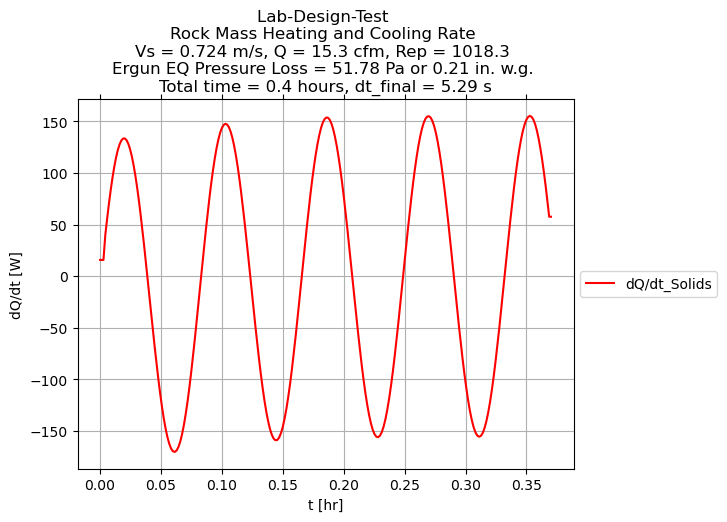 Lab-Design-Test
Rock Mass Heating and Cooling Rate
Vs = 0.724 m/s, Q = 15.3 cfm, Rep = 1018.3
Ergun EQ Pressure Loss = 51.78 Pa or 0.21 in. w.g.
Total time = 0.4 hours, dt_final = 5.29 s
150
100
50
0
−50
−100
−150
dQ/dt [W]
0.00 0.05 0.10 0.15 0.20 0.25 0.30 0.35
t [hr]
dQ/dt_Solids